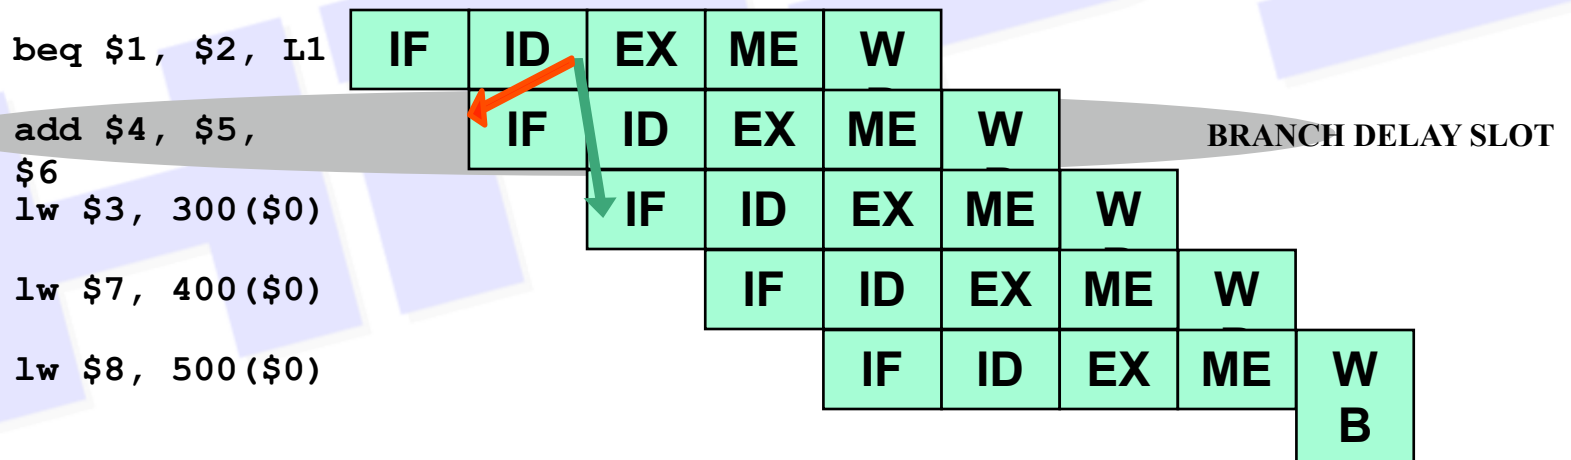 beq $1, $2, L1 IF ID EX ME W
add $4, $5, IF ID EX ME W BRANCH DELAY SLOT
$6
lw $3, 300($0) IF ID EX ME W
lw $7, 400($0) IF ID EX ME W
lw $8, 500($0) IF ID EX ME W
B